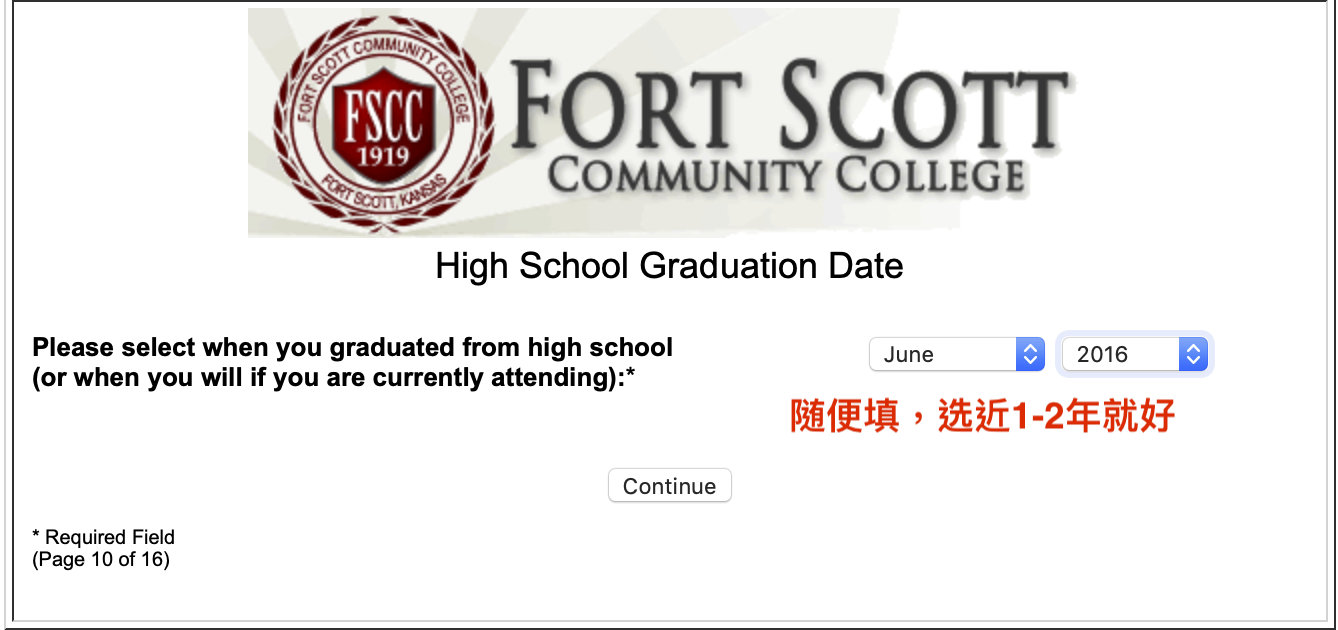 FORT SCOTT COMMUNITY COLLEGE
FSCC
1919
FORT SCOTT, KANSAS
FORT SCOTT
COMMUNITY COLLEGE
High School Graduation Date
Please select when you graduated from high school
(or when you will if you are currently attending):*
June
2016
随便填，选近1-2年就好
Continue
* Required Field
(Page 10 of 16)